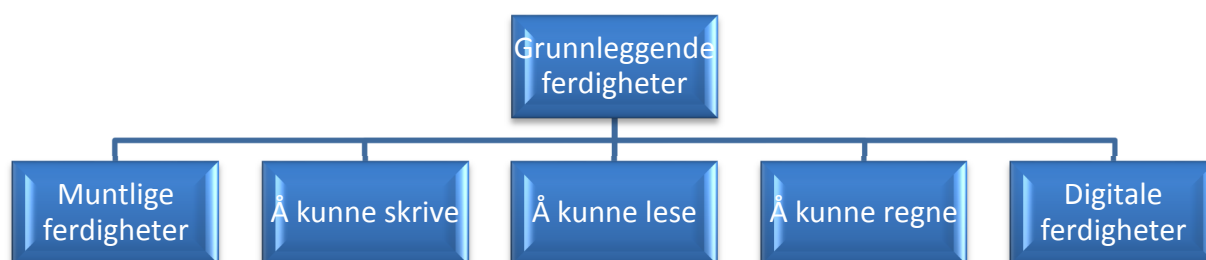 Grunnleggende
ferdigheter
Muntlige
ferdigheter
Å kunne skrive
Å kunne lese
Å kunne regne
Digitale
ferdigheter